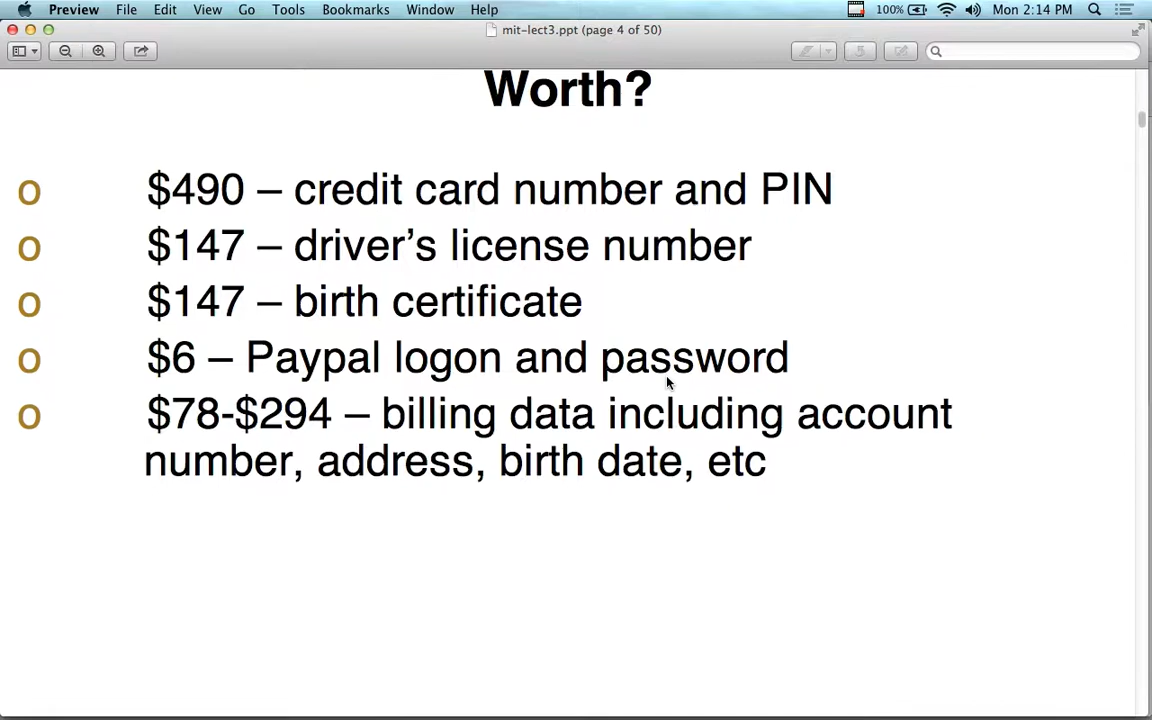 Preview File Edit View Go Tools Bookmarks Window Help 100% Mon 2:14 PM
mit-lect3.ppt (page 4 of 50)
Worth?
o $490 – credit card number and PIN
o $147 – driver’s license number
o $147 – birth certificate
o $6 – Paypal logon and password
o $78-$294 – billing data including account
number, address, birth date, etc